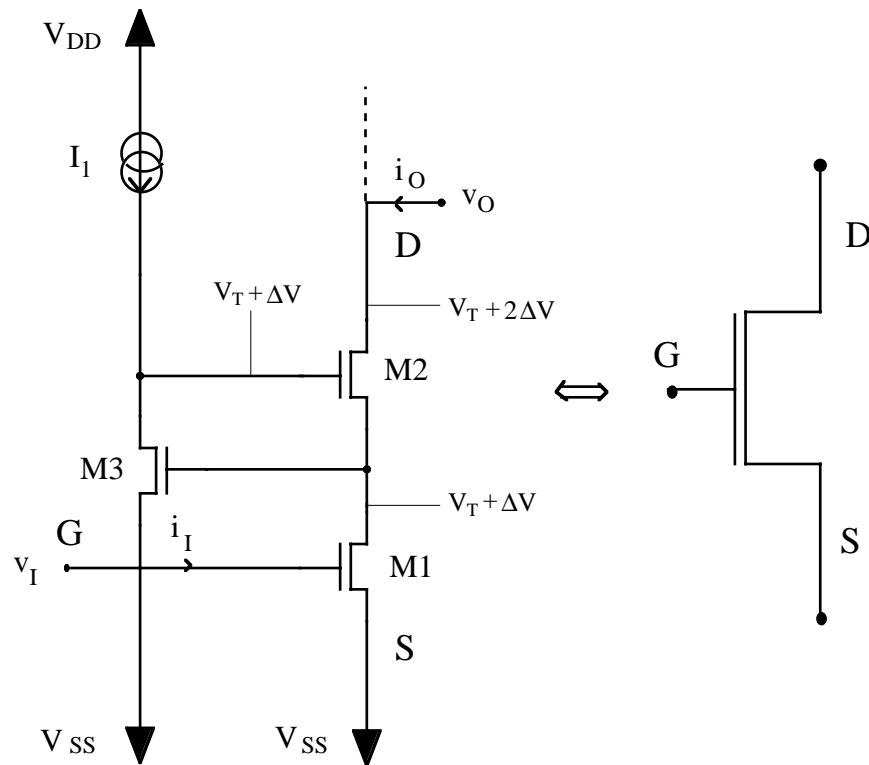 V_DD
I_1
i_O
v_O
D
D
V_T + ΔV
V_T + 2ΔV
G
M2
M3
V_T + ΔV
G
i_I
S
v_I
M1
S
V_SS
V_SS